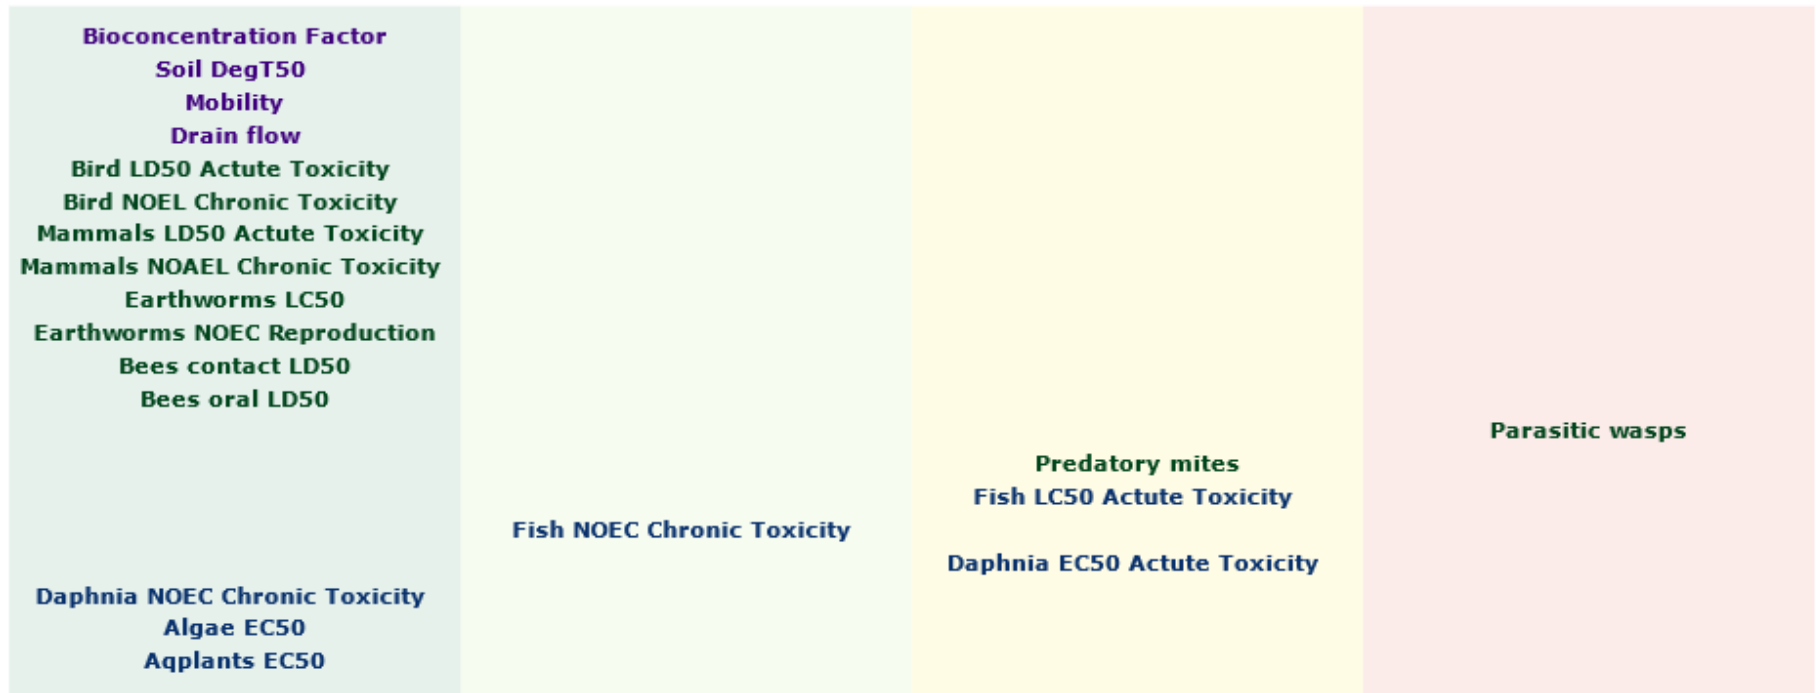 Bioconcentration Factor
Soil DegT50
Mobility
Drain flow
Bird LD50 Actute Toxicity
Bird NOEL Chronic Toxicity
Mammals LD50 Actute Toxicity
Mammals NOAEL Chronic Toxicity
Earthworms LC50
Earthworms NOEC Reproduction
Bees contact LD50
Bees oral LD50
Parasitic wasps
Predatory mites
Fish LC50 Actute Toxicity
Fish NOEC Chronic Toxicity
Daphnia EC50 Actute Toxicity
Daphnia NOEC Chronic Toxicity
Algae EC50
Aqplants EC50